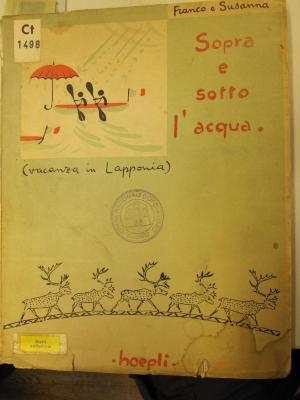 Franco e Susanna
Ct
1498
Sopra
e
sotto
l'acqua.
(vacanza in Lapponia)
-hoepli-